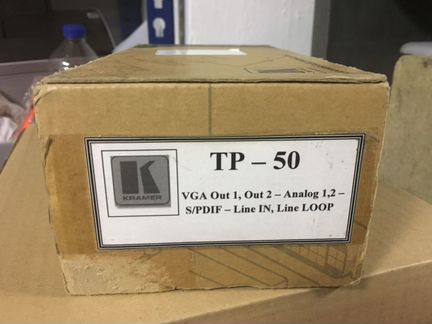 TP – 50
VGA Out 1, Out 2 – Analog 1,2 –
S/PDIF – Line IN, Line LOOP
K
KRAMER